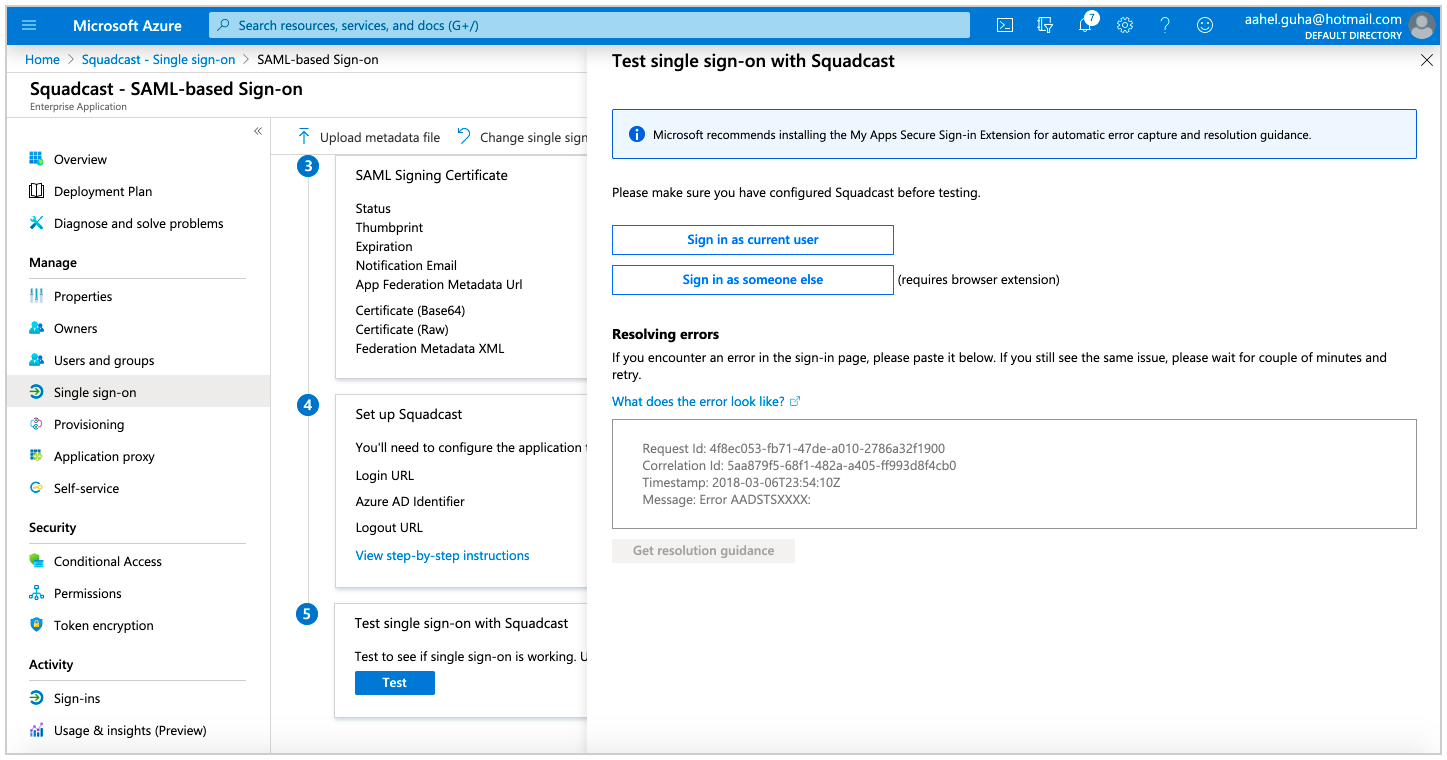 Microsoft Azure
Search resources, services, and docs (G+/)
7
aahel.guha@hotmail.com
DEFAULT DIRECTORY
Home > Squadcast - Single sign-on > SAML-based Sign-on
Squadcast - SAML-based Sign-on
Enterprise Application
«
Overview
Deployment Plan
Diagnose and solve problems
Manage
Properties
Owners
Users and groups
Single sign-on
Provisioning
Application proxy
Self-service
Security
Conditional Access
Permissions
Token encryption
Activity
Sign-ins
Usage & insights (Preview)
Upload metadata file
Change single sign
3
SAML Signing Certificate
Status
Thumbprint
Expiration
Notification Email
App Federation Metadata Url
Certificate (Base64)
Certificate (Raw)
Federation Metadata XML
4
Set up Squadcast
You'll need to configure the application
Login URL
Azure AD Identifier
Logout URL
View step-by-step instructions
5
Test single sign-on with Squadcast
Test to see if single sign-on is working. U
Test
Test single sign-on with Squadcast
Microsoft recommends installing the My Apps Secure Sign-in Extension for automatic error capture and resolution guidance.
Please make sure you have configured Squadcast before testing.
Sign in as current user
Sign in as someone else (requires browser extension)
Resolving errors
If you encounter an error in the sign-in page, please paste it below. If you still see the same issue, please wait for couple of minutes and
retry.
What does the error look like?
Request Id: 4f8ec053-fb71-47de-a010-2786a32f1900
Correlation Id: 5aa879f5-68f1-482a-a405-ff993d8f4cb0
Timestamp: 2018-03-06T23:54:10Z
Message: Error AADSTSXXXX:
Get resolution guidance